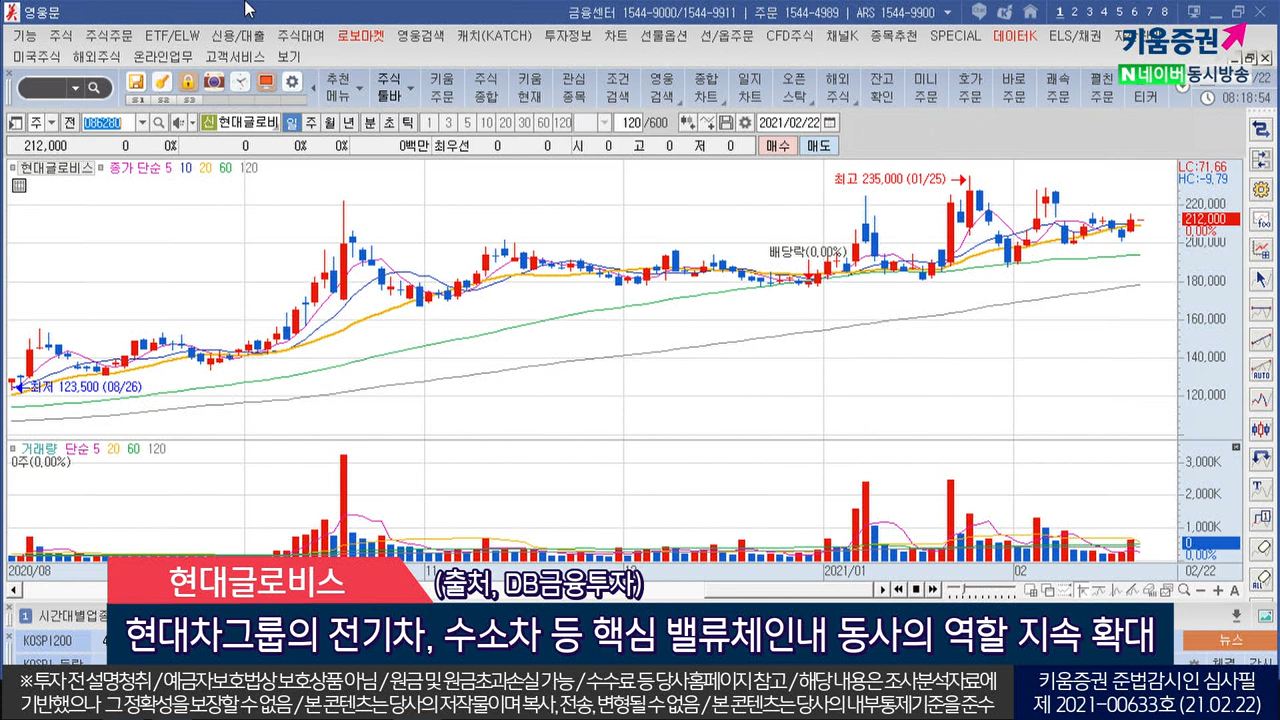 영웅문
금융센터 1544-9000/1544-9911 | 주문 1544-4989 | ARS 1544-9900
1 2 3 4 5 6 7 8
기능 주식 주식주문 ETF/ELW 신용/대출 주식대여 로보마켓 영웅검색 캐치(KATCH) 투자정보 차트 선물옵션 선/옵주문 CFD주식 채널K 종목추천 SPECIAL 데이터K ELS/채권
미국주식 해외주식 온라인업무 고객서비스 보기
키움증권
N 네이버 동시방송
추천 주식 키움 주식 키움 관심 조건 영웅 종합 일지 오픈 해외 잔고 미니 호가 바로 쾌속 펼친
메뉴 툴바 주문 종합 현재 종목 검색 검색 차트 차트 스탁 주식 확인 주문 주문 주문 주문 주문 티커
S1 S2 S3
08:18:54
주 전 086280 신 현대글로비 일 주 월 년 분 초 틱 1 3 5 10 20 30 60 120 120 /600 2021/02/22
212,000 0 0% 0 0% 0% 0백만 최우선 0 0 시 0 고 0 저 0 매수 매도
현대글로비스 종가 단순 5 10 20 60 120
LC:71.66
HC:-9.79
최고 235,000 (01/25)
220,000
212,000
0.00%
200,000
배당락(0.00%)
180,000
160,000
140,000
최저 123,500 (08/26)
120,000
거래량 단순 5 20 60 120
0주(0.00%)
3,000K
2,000K
1,000K
0
0.00%
2020/08 11 12 2021/01 02 02/22
AUTO
ALL
현대글로비스 (출처, DB금융투자)
1 시간대별업종
현대차그룹의 전기차, 수소차 등 핵심 밸류체인내 동사의 역할 지속 확대
KOSPI200
뉴스
※ 투자 전 설명청취 / 예금자보호법상 보호상품 아님 / 원금 및 원금초과손실 가능 / 수수료 등 당사홈페이지 참고 / 해당 내용은 조사분석자료에
기반했으나 그 정확성을 보장할 수 없음 / 본 콘텐츠는 당사의 저작물이며 복사, 전송, 변형될 수 없음 / 본 콘텐츠는 당사의 내부통제기준을 준수
키움증권 준법감시인 심사필
제 2021-00633호 (21.02.22)